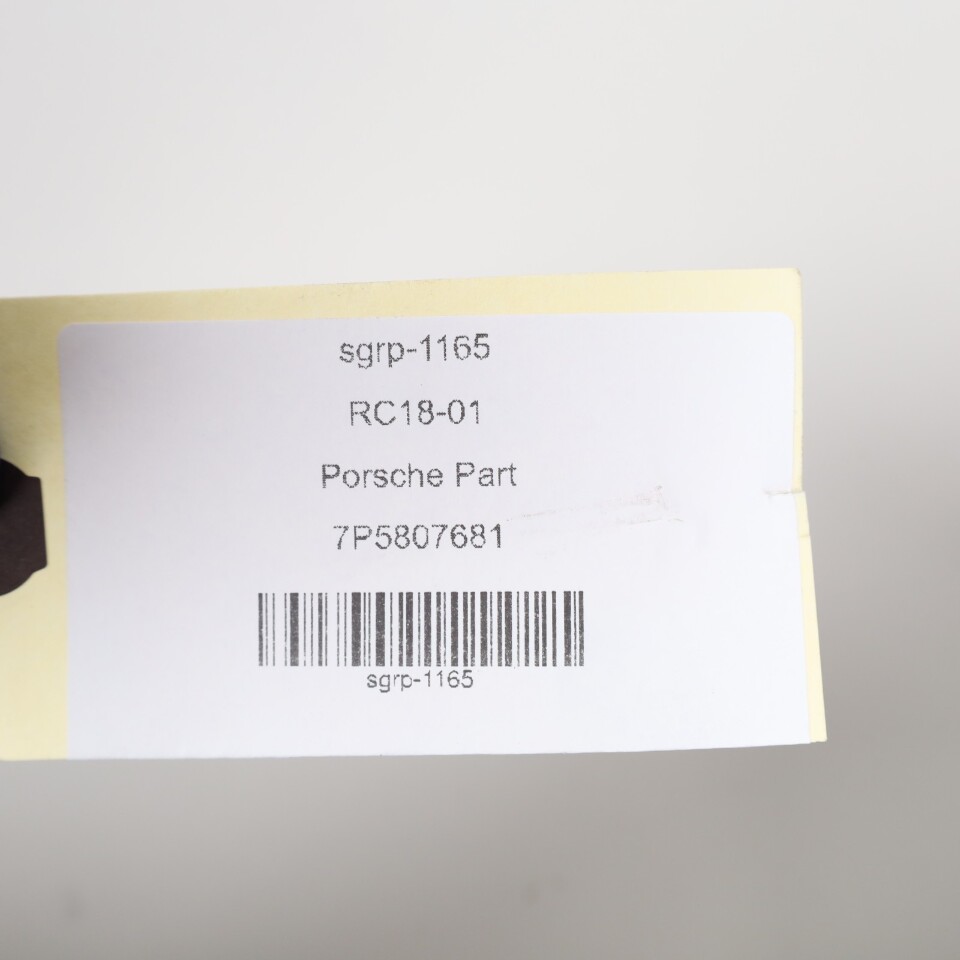 sgrp-1165
RC18-01
Porsche Part
7P5807681
sgrp-1165